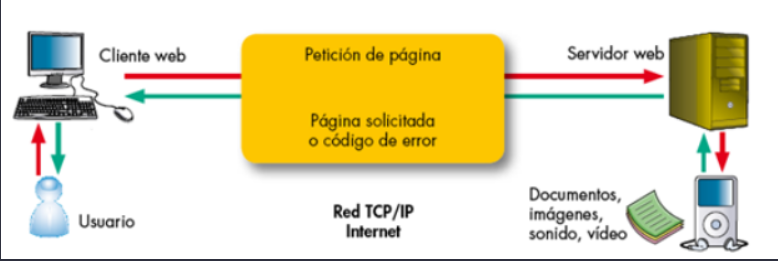 Cliente web
Petición de página
Servidor web
Página solicitada
o código de error
Usuario
Red TCP/IP
Internet
Documentos,
imágenes,
sonido, vídeo